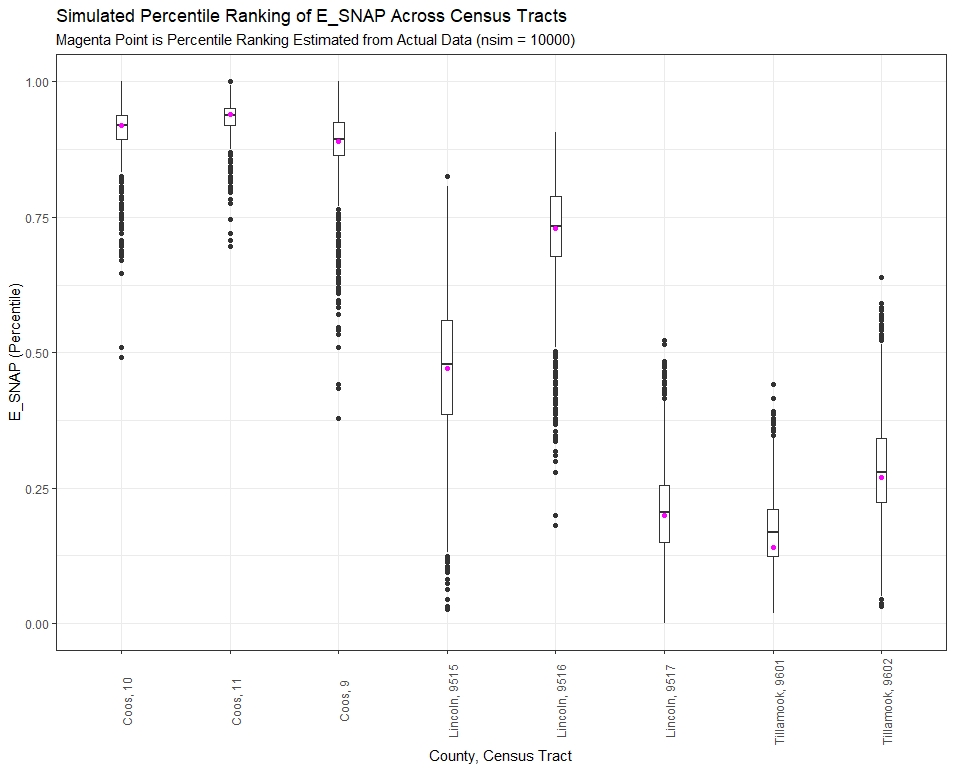 Simulated Percentile Ranking of E_SNAP Across Census Tracts
Magenta Point is Percentile Ranking Estimated from Actual Data (nsim = 10000)
E_SNAP (Percentile)
1.00
0.75
0.50
0.25
0.00
Coos, 10
Coos, 11
Coos, 9
Lincoln, 9515
Lincoln, 9516
Lincoln, 9517
Tillamook, 9601
Tillamook, 9602
County, Census Tract